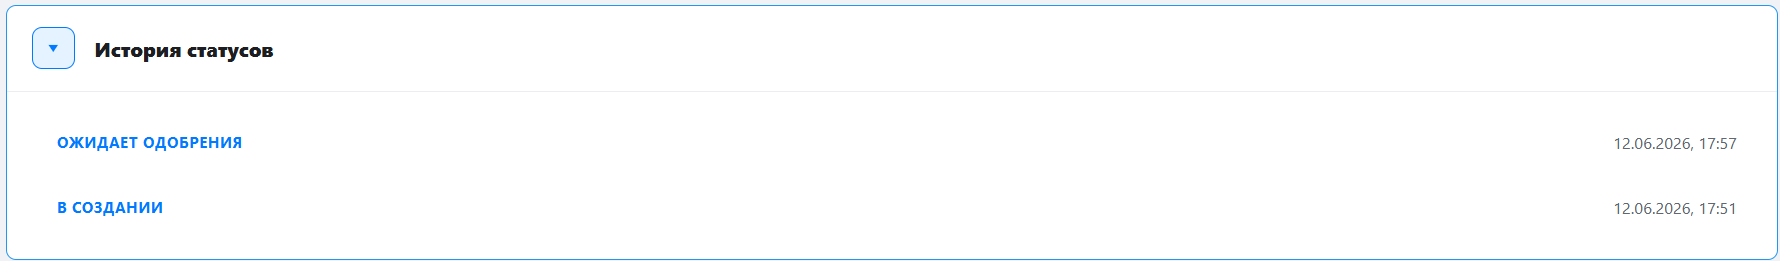 История статусов
ОЖИДАЕТ ОДОБРЕНИЯ 12.06.2026, 17:57
В СОЗДАНИИ 12.06.2026, 17:51